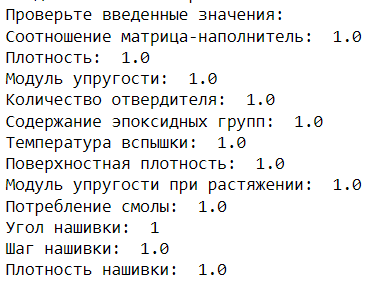 Проверьте введенные значения:
Соотношение матрица-наполнитель:  1.0
Плотность:  1.0
Модуль упругости:  1.0
Количество отвердителя:  1.0
Содержание эпоксидных групп:  1.0
Температура вспышки:  1.0
Поверхностная плотность:  1.0
Модуль упругости при растяжении:  1.0
Потребление смолы:  1.0
Угол нашивки:  1
Шаг нашивки:  1.0
Плотность нашивки:  1.0